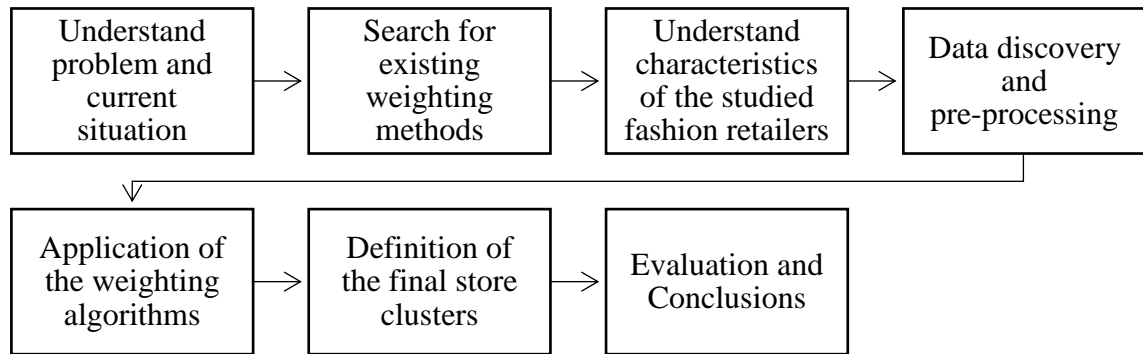 Understand
problem and
current
situation
Search for
existing
weighting
methods
Understand
characteristics
of the studied
fashion retailers
Data discovery
and
pre-processing
Application of
the weighting
algorithms
Definition of
the final store
clusters
Evaluation and
Conclusions